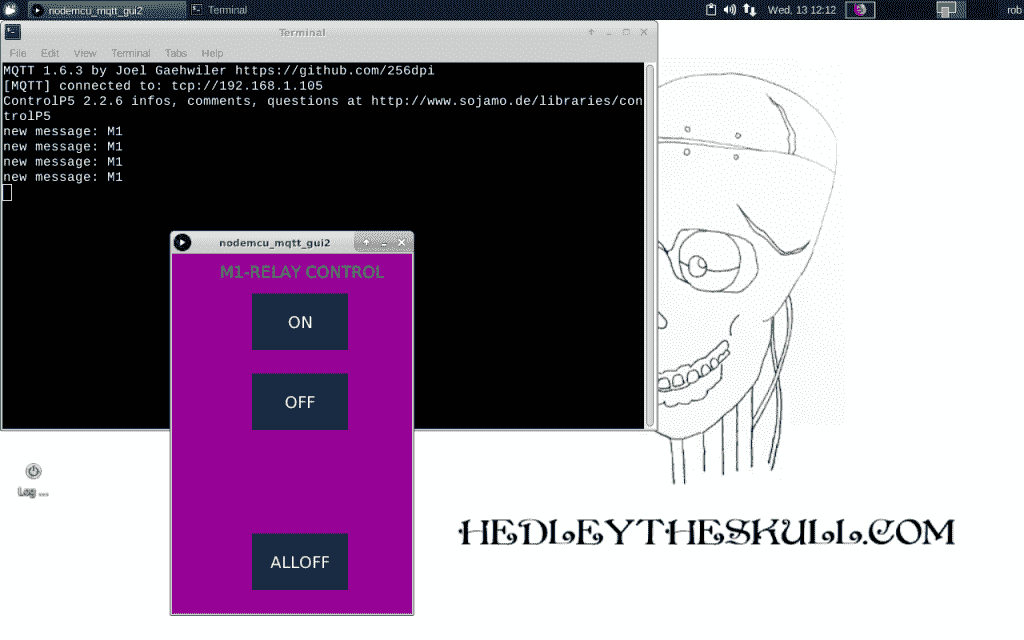 nodemcu_mqtt_gui2
Terminal
Wed, 13 12:12
rob
Terminal
File Edit View Terminal Tabs Help
MQTT 1.6.3 by Joel Gaehwiler https://github.com/256dpi
[MQTT] connected to: tcp://192.168.1.105
ControlP5 2.2.6 infos, comments, questions at http://www.sojamo.de/libraries/con
trolP5
new message: M1
new message: M1
new message: M1
new message: M1
nodemcu_mqtt_gui2
M1-RELAY CONTROL
ON
OFF
ALLOFF
Log ...
HEDLEYTHESKULL.COM